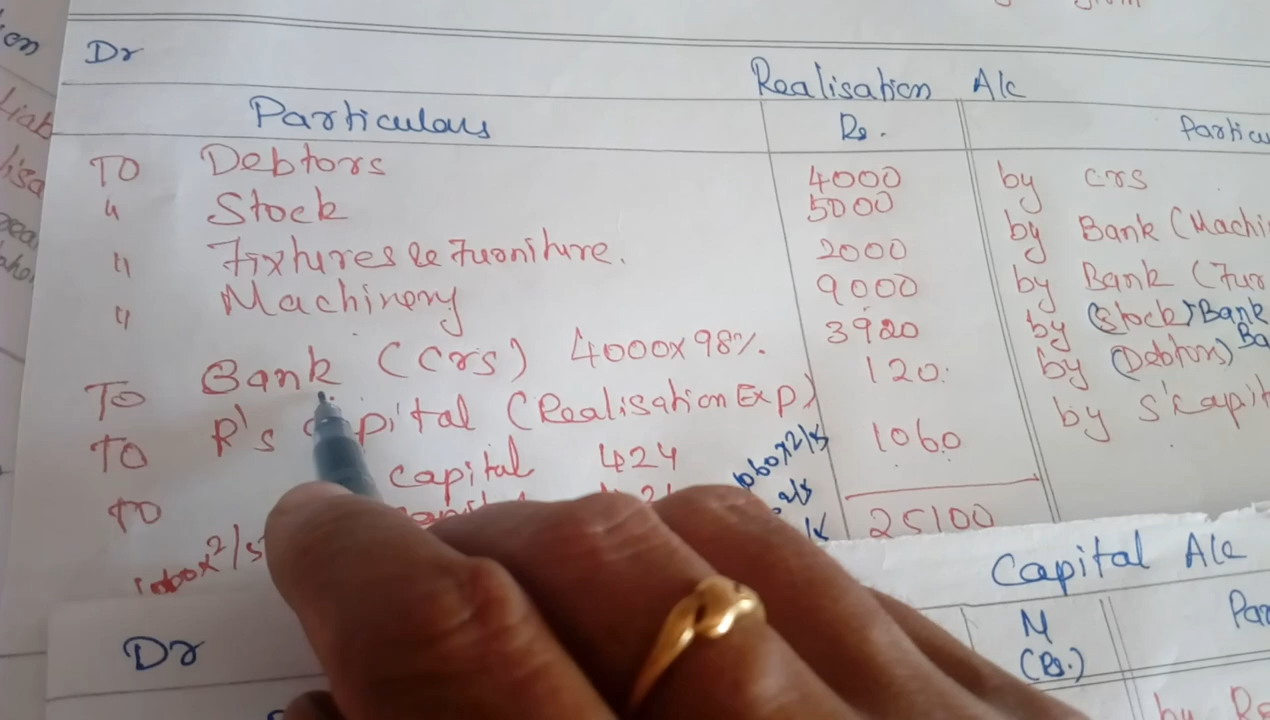 Dr
Realisation A/c
Particulars Rs. Particu
TO Debtors 4000 by crs
" Stock 5000 by Bank (Machi
" Fixtures & Furniture. 2000 by Bank (Fur
" Machinery 9000 by (Stock) Bank
To Bank (Crs) 4000x98%. 3920 by (Debtors) Ba
TO R's capital (Realisation Exp) 120. by S'capit
TO capital 424 1060
25100
Capital A/c
Dr M Par
(Rs.)
by Re